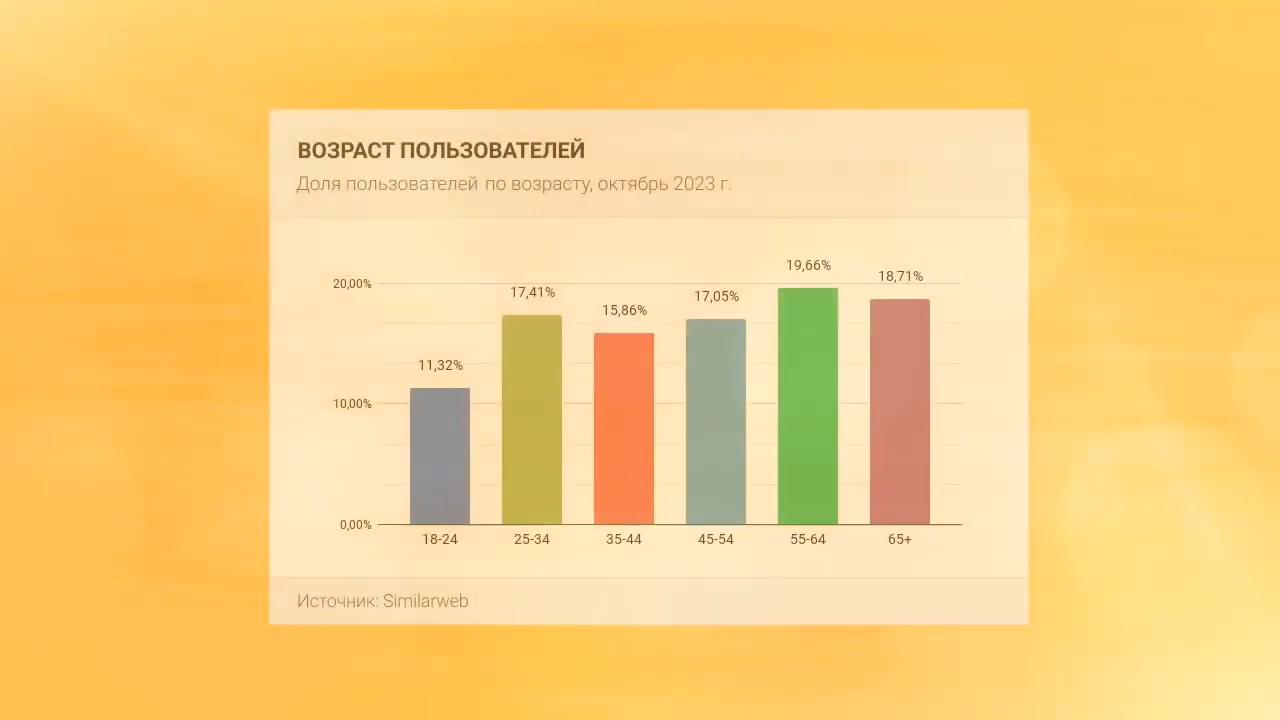 ВОЗРАСТ ПОЛЬЗОВАТЕЛЕЙ
Доля пользователей по возрасту, октябрь 2023 г.
19,66%
18,71%
20,00%
17,41%
17,05%
15,86%
11,32%
10,00%
0,00%
18-24 25-34 35-44 45-54 55-64 65+
Источник: Similarweb